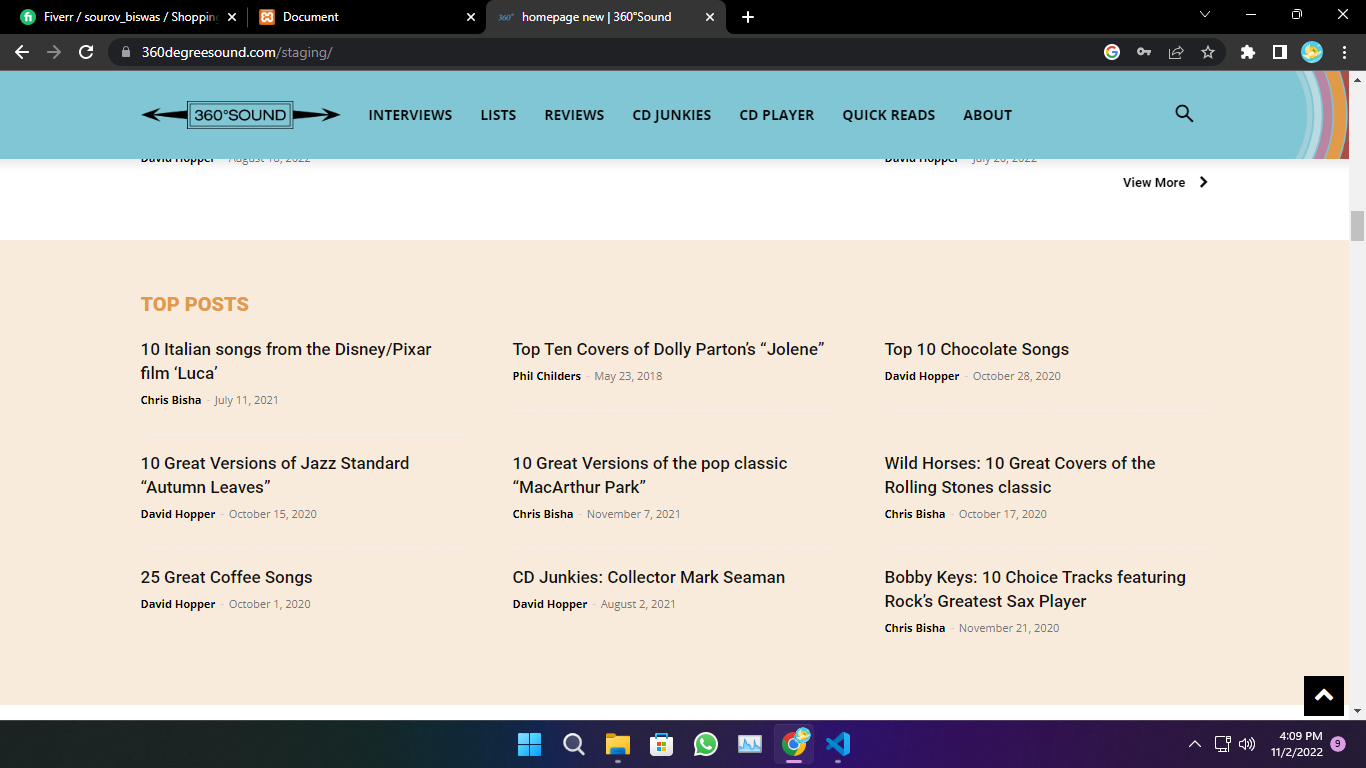 Fiverr / sourov_biswas / Shopping
Document
homepage new | 360°Sound
360degreesound.com/staging/
360°SOUND
INTERVIEWS LISTS REVIEWS CD JUNKIES CD PLAYER QUICK READS ABOUT
David Hopper - August 18, 2022
David Hopper - July 20, 2022
View More
TOP POSTS
10 Italian songs from the Disney/Pixar
film ‘Luca’
Chris Bisha - July 11, 2021
Top Ten Covers of Dolly Parton’s “Jolene”
Phil Childers - May 23, 2018
Top 10 Chocolate Songs
David Hopper - October 28, 2020
10 Great Versions of Jazz Standard
“Autumn Leaves”
David Hopper - October 15, 2020
10 Great Versions of the pop classic
“MacArthur Park”
Chris Bisha - November 7, 2021
Wild Horses: 10 Great Covers of the
Rolling Stones classic
Chris Bisha - October 17, 2020
25 Great Coffee Songs
David Hopper - October 1, 2020
CD Junkies: Collector Mark Seaman
David Hopper - August 2, 2021
Bobby Keys: 10 Choice Tracks featuring
Rock’s Greatest Sax Player
Chris Bisha - November 21, 2020
4:09 PM
11/2/2022
9